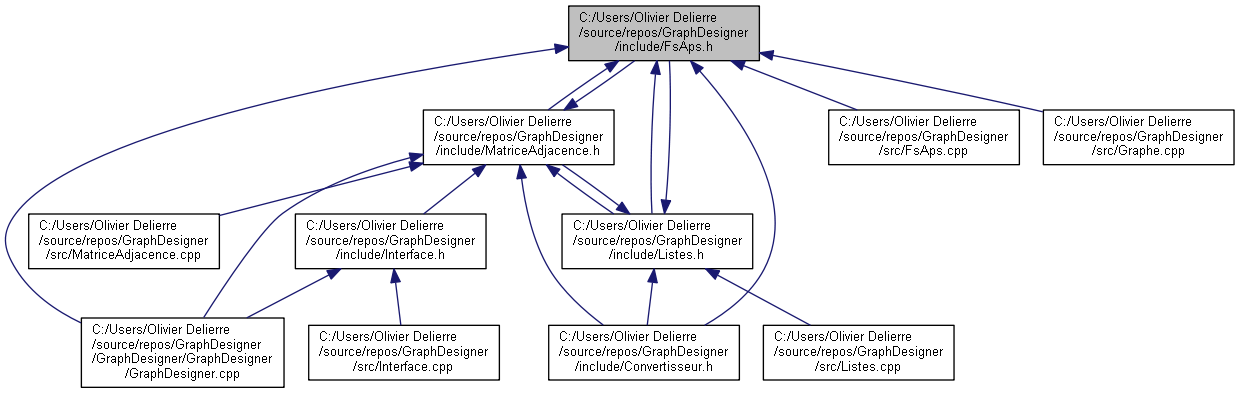 C:/Users/Olivier Delierre
/source/repos/GraphDesigner
/include/FsAps.h
C:/Users/Olivier Delierre
/source/repos/GraphDesigner
/include/MatriceAdjacence.h
C:/Users/Olivier Delierre
/source/repos/GraphDesigner
/src/FsAps.cpp
C:/Users/Olivier Delierre
/source/repos/GraphDesigner
/src/Graphe.cpp
C:/Users/Olivier Delierre
/source/repos/GraphDesigner
/src/MatriceAdjacence.cpp
C:/Users/Olivier Delierre
/source/repos/GraphDesigner
/include/Interface.h
C:/Users/Olivier Delierre
/source/repos/GraphDesigner
/include/Listes.h
C:/Users/Olivier Delierre
/source/repos/GraphDesigner
/GraphDesigner/GraphDesigner
/GraphDesigner.cpp
C:/Users/Olivier Delierre
/source/repos/GraphDesigner
/src/Interface.cpp
C:/Users/Olivier Delierre
/source/repos/GraphDesigner
/include/Convertisseur.h
C:/Users/Olivier Delierre
/source/repos/GraphDesigner
/src/Listes.cpp